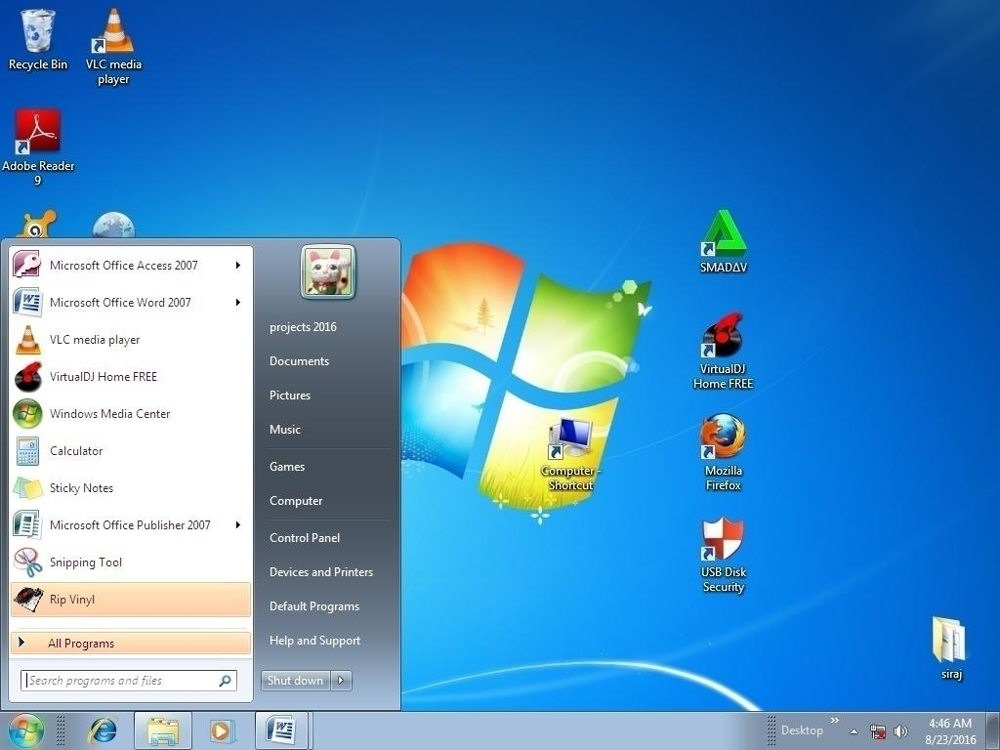 Recycle Bin
VLC media
player
Adobe Reader
9
Microsoft Office Access 2007
Microsoft Office Word 2007
VLC media player
VirtualDJ Home FREE
Windows Media Center
Calculator
Sticky Notes
Microsoft Office Publisher 2007
Snipping Tool
Rip Vinyl
All Programs
Search programs and files
projects 2016
Documents
Pictures
Music
Games
Computer
Control Panel
Devices and Printers
Default Programs
Help and Support
Shut down
Computer -
Shortcut
SMADΔV
VirtualDJ
Home FREE
Mozilla
Firefox
USB Disk
Security
siraj
Desktop
4:46 AM
8/23/2016